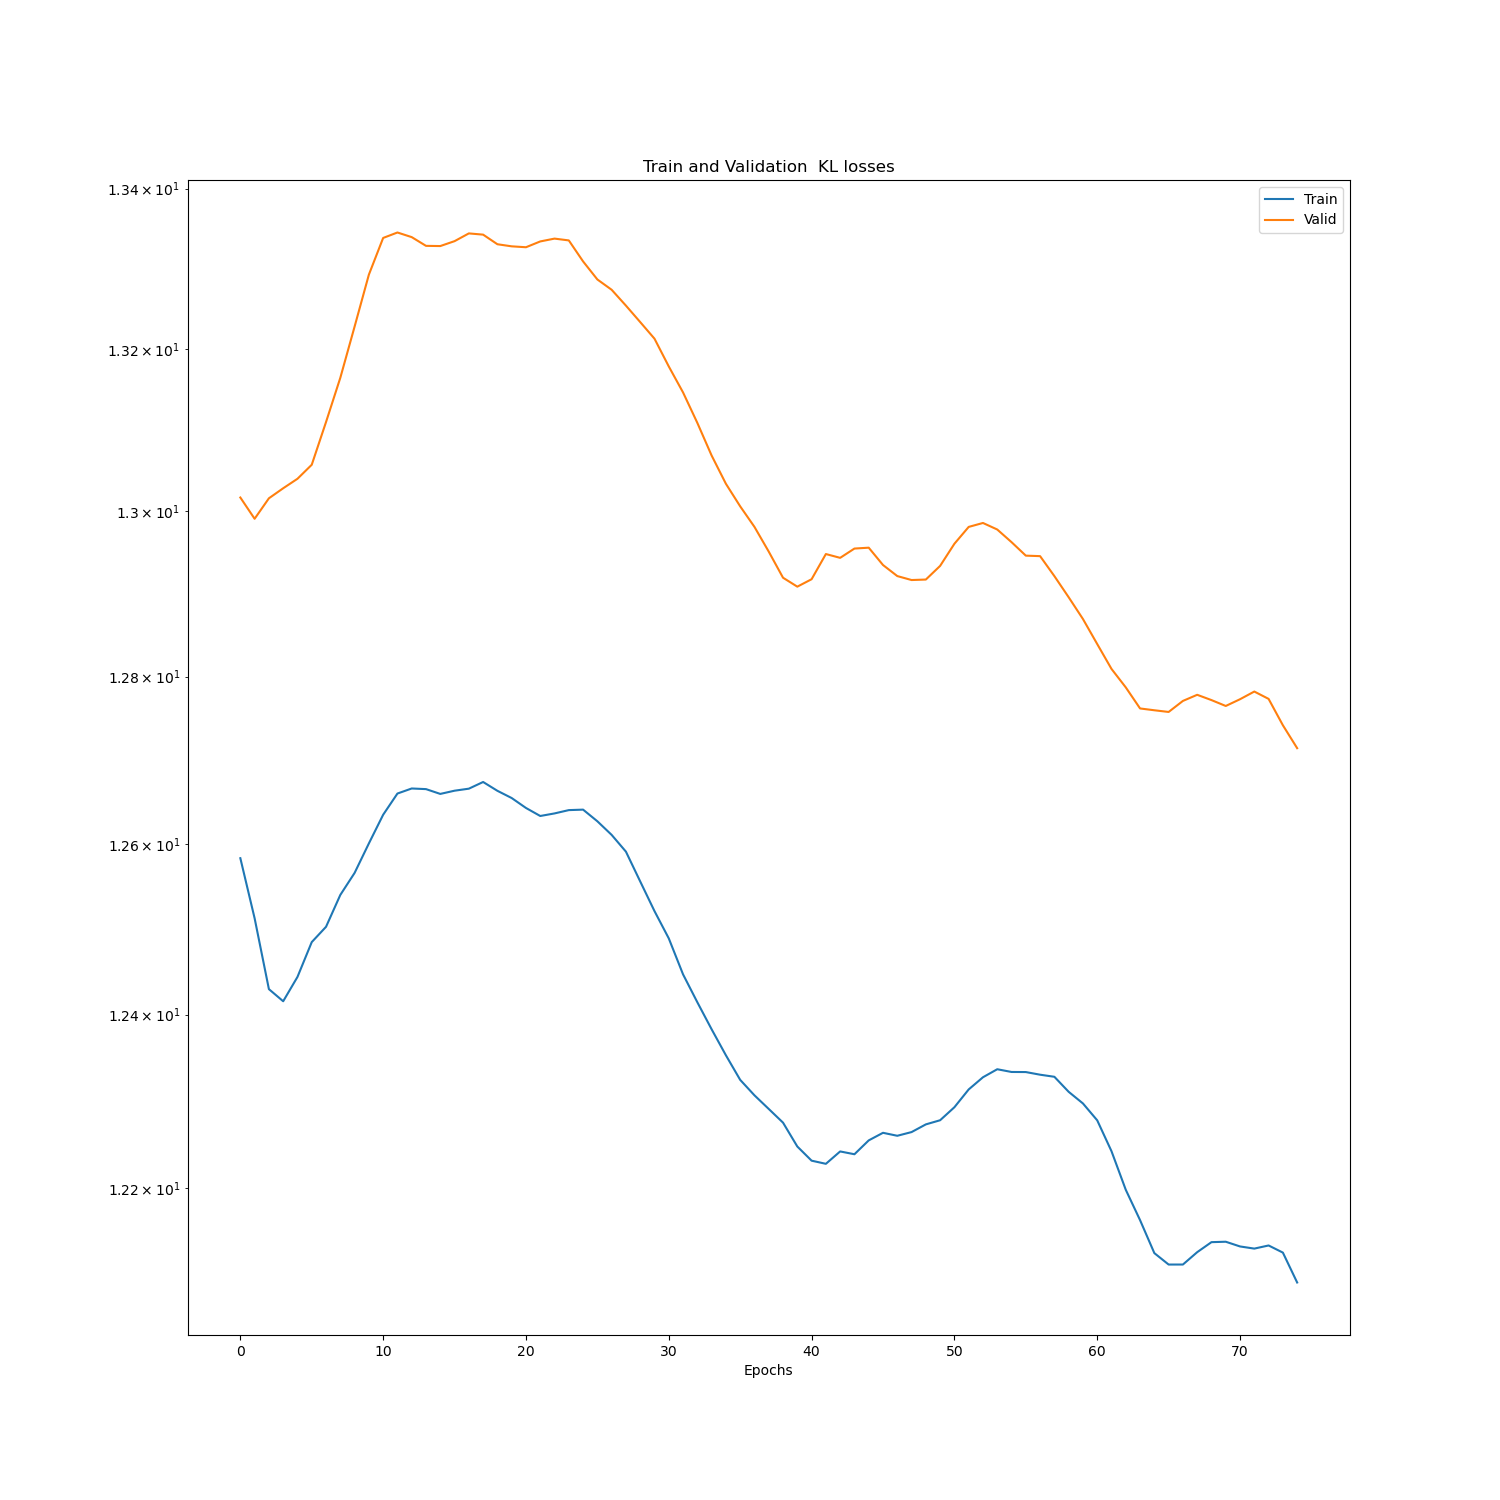 Train and Validation  KL losses
Train
Valid
1.34 × 10¹
1.32 × 10¹
1.3 × 10¹
1.28 × 10¹
1.26 × 10¹
1.24 × 10¹
1.22 × 10¹
0 10 20 30 40 50 60 70
Epochs